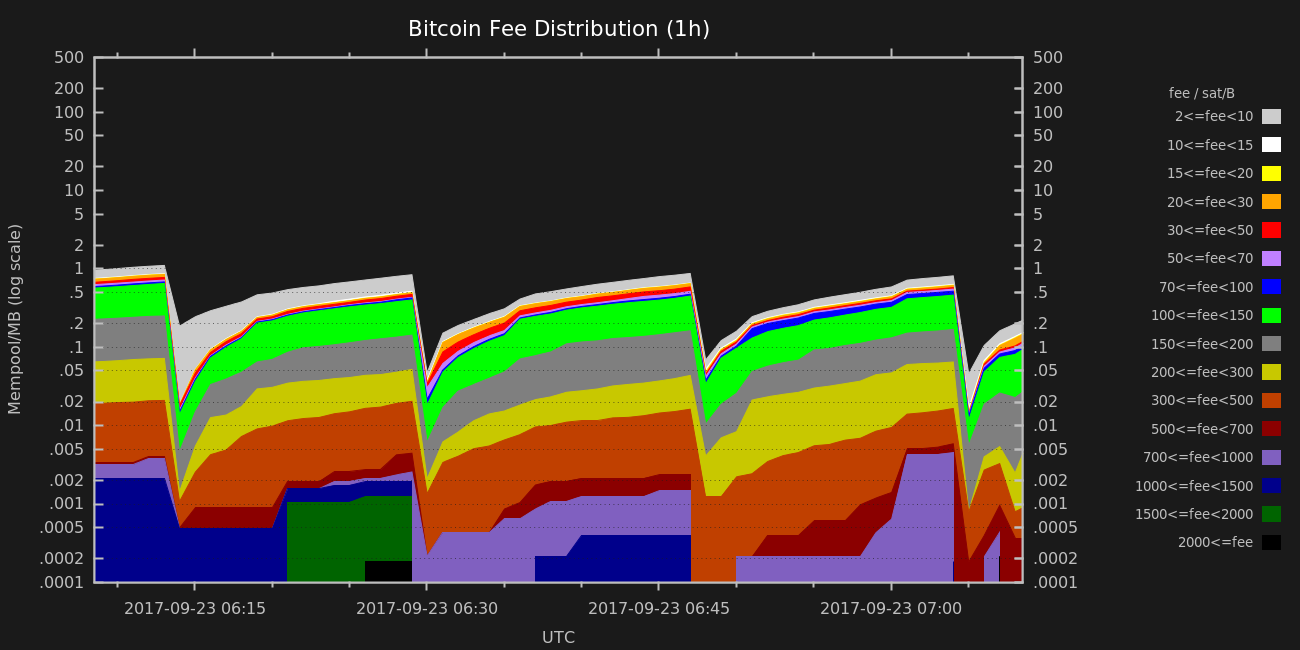 Bitcoin Fee Distribution (1h)
Mempool/MB (log scale)
500
200
100
50
20
10
5
2
1
.5
.2
.1
.05
.02
.01
.005
.002
.001
.0005
.0002
.0001
500
200
100
50
20
10
5
2
1
.5
.2
.1
.05
.02
.01
.005
.002
.001
.0005
.0002
.0001
2017-09-23 06:15
2017-09-23 06:30
2017-09-23 06:45
2017-09-23 07:00
UTC
fee / sat/B
2<=fee<10
10<=fee<15
15<=fee<20
20<=fee<30
30<=fee<50
50<=fee<70
70<=fee<100
100<=fee<150
150<=fee<200
200<=fee<300
300<=fee<500
500<=fee<700
700<=fee<1000
1000<=fee<1500
1500<=fee<2000
2000<=fee